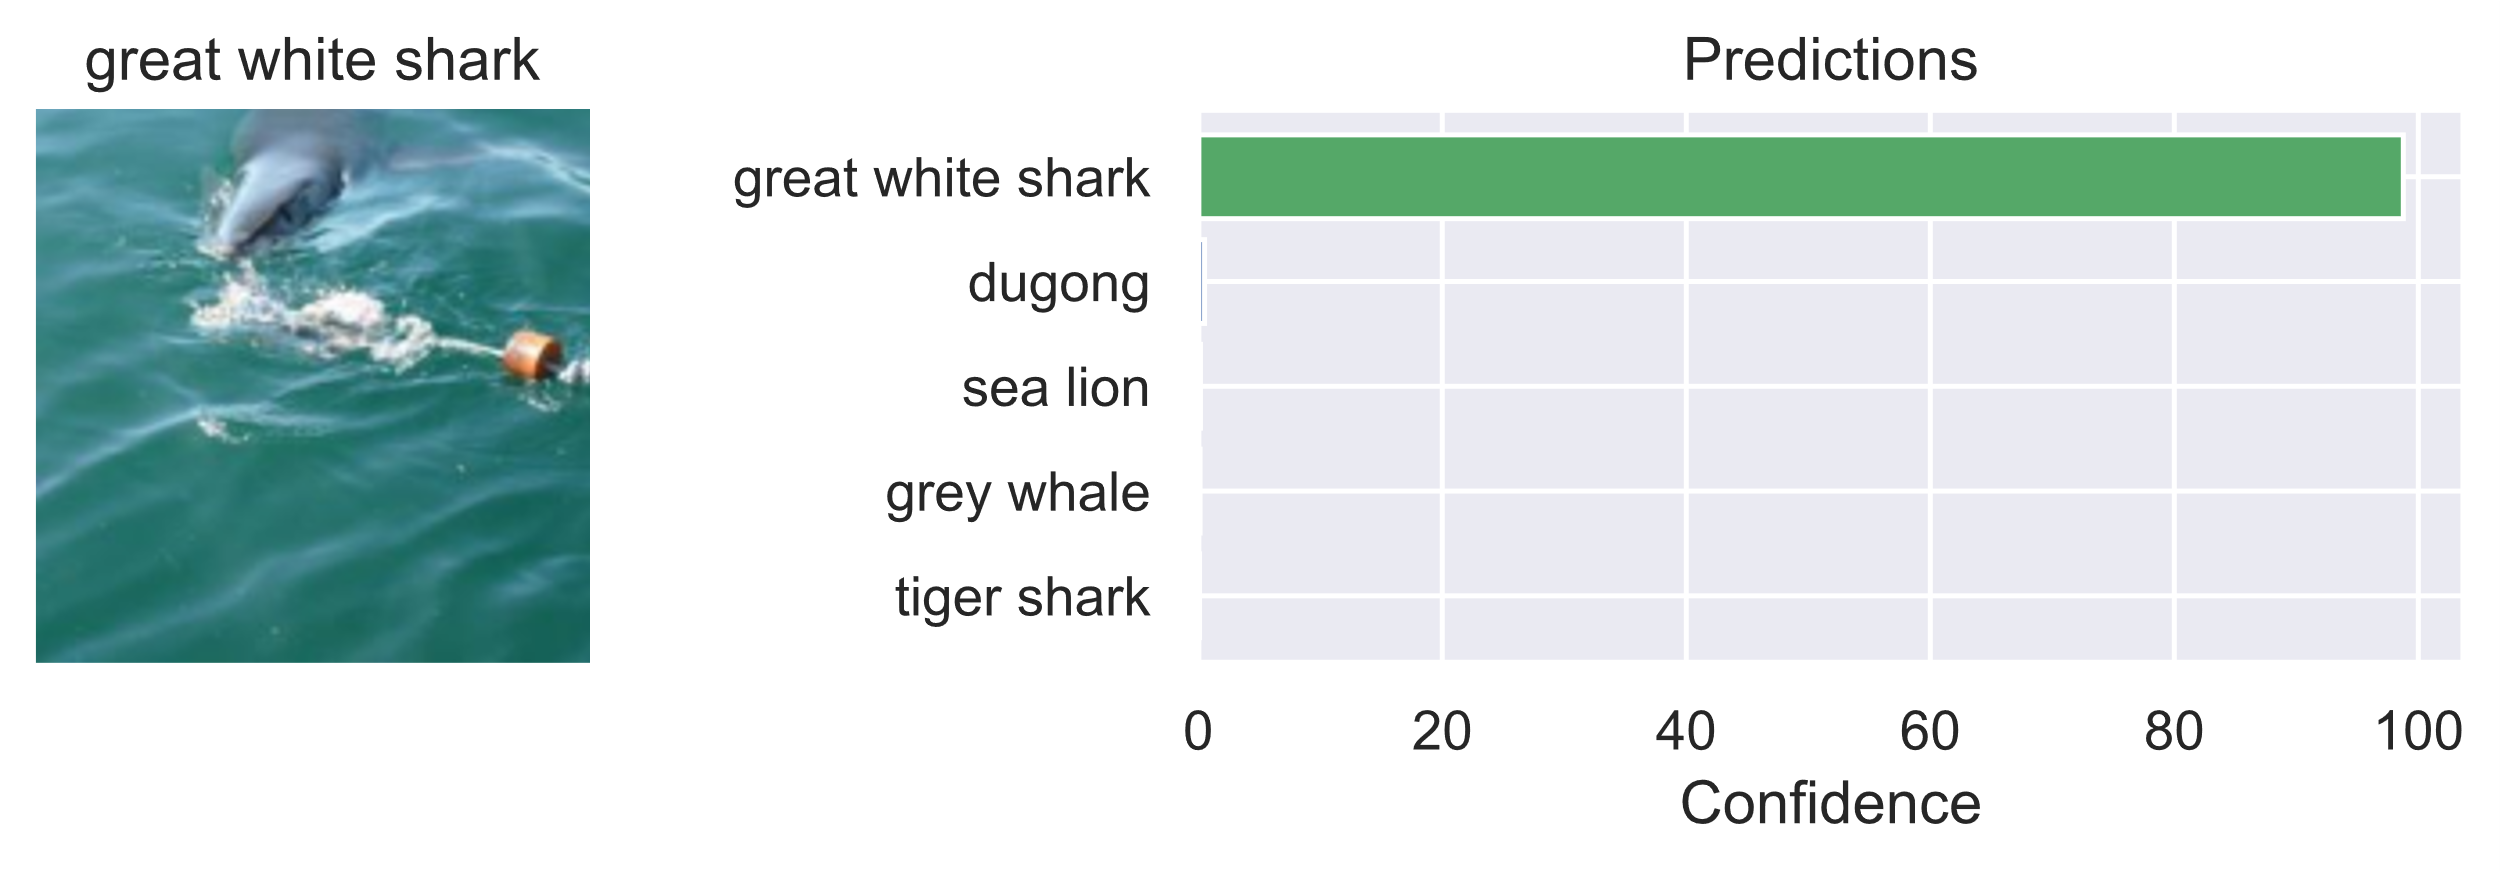 great white shark
Predictions
great white shark
dugong
sea lion
grey whale
tiger shark
0 20 40 60 80 100
Confidence